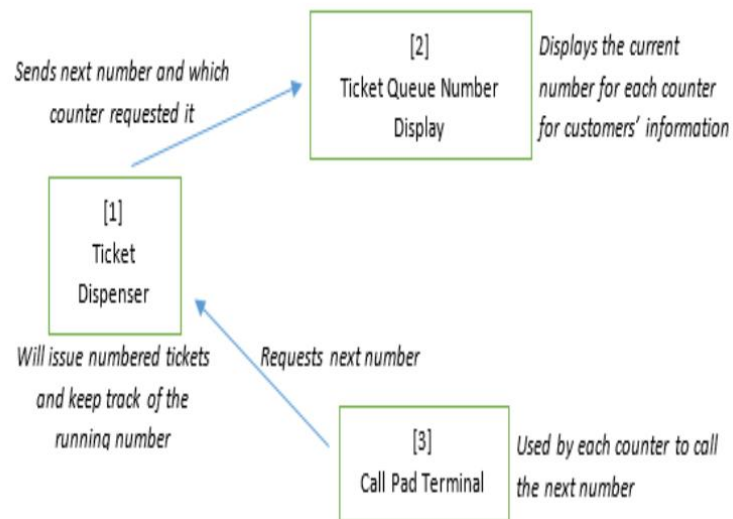 [2]
Ticket Queue Number
Display
Displays the current
number for each counter
for customers' information
Sends next number and which
counter requested it
[1]
Ticket
Dispenser
Will issue numbered tickets
and keep track of the
running number
Requests next number
[3]
Call Pad Terminal
Used by each counter to call
the next number